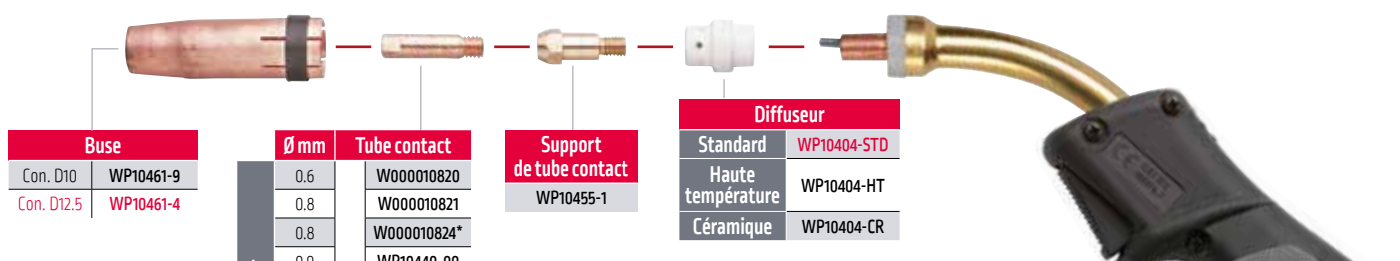 Buse
Con. D10 WP10461-9
Con. D12.5 WP10461-4
Ø mm Tube contact
0.6 W000010820
0.8 W000010821
0.8 W000010824*
Support
de tube contact
WP10455-1
Diffuseur
Standard WP10404-STD
Haute
température WP10404-HT
Céramique WP10404-CR